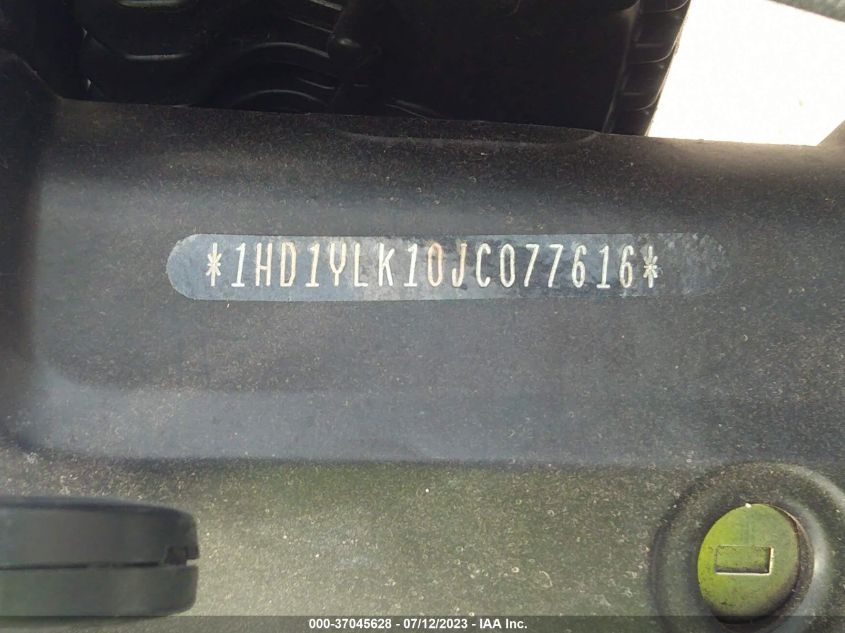 *1HD1YLK10JC077616*
000-37045628 - 07/12/2023 - IAA Inc.